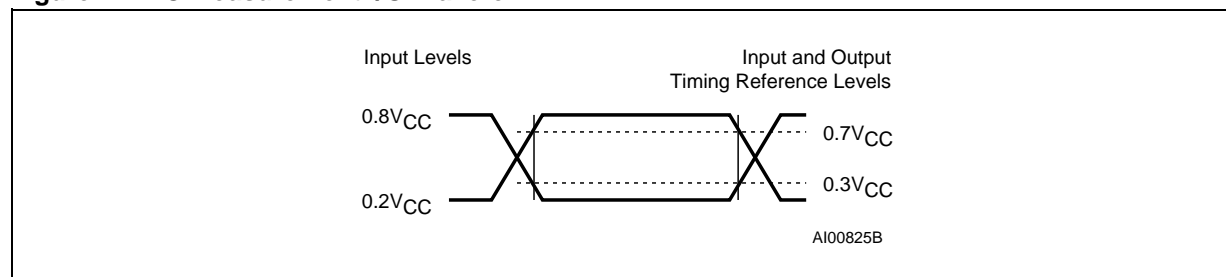 Input Levels
Input and Output
Timing Reference Levels
0.8VCC
0.7VCC
0.3VCC
0.2VCC
AI00825B